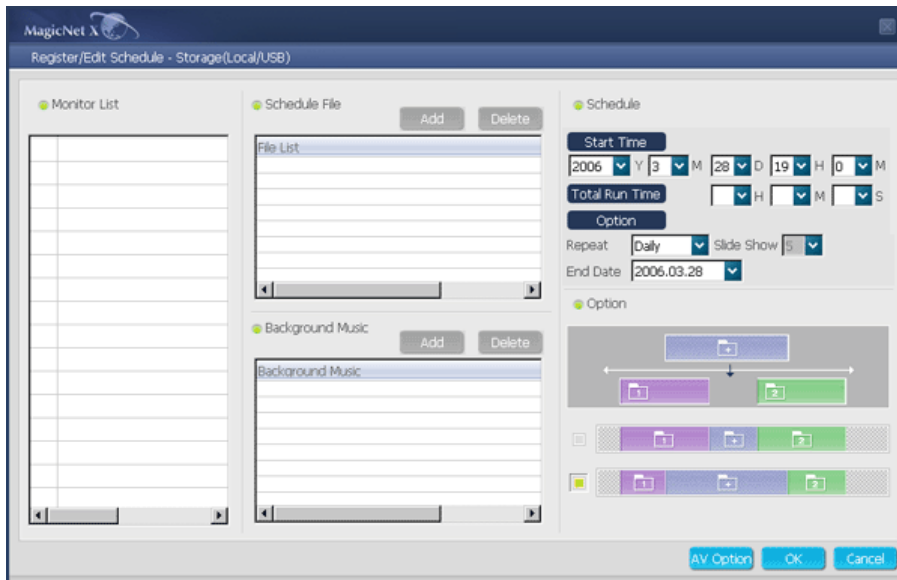 MagicNet X
Register/Edit Schedule - Storage(Local/USB)
Monitor List
Schedule File
Add
Delete
File List
Background Music
Add
Delete
Background Music
Schedule
Start Time
2006 Y 3 M 28 D 19 H 0 M
Total Run Time H M S
Option
Repeat Daily Slide Show 5
End Date 2006.03.28
Option
+
1 2
1 + 2
1 + 2
AV Option OK Cancel